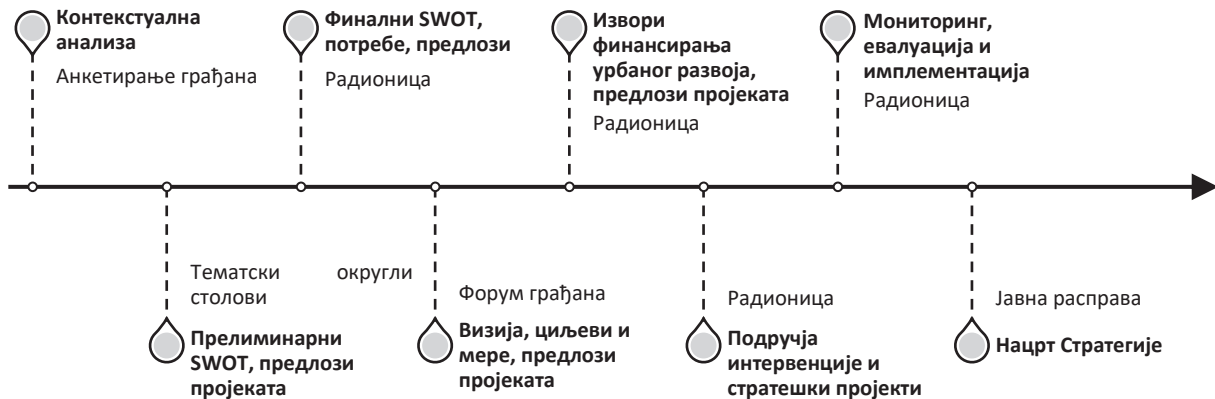 Контекстуална
анализа
Анкетирање грађана
Финални SWOT,
потребе, предлози
Радионица
Извори
финансирања
урбаног развоја,
предлози пројеката
Радионица
Мониторинг,
евалуација и
имплементација
Радионица
Тематски округли
столови
Прелиминарни
SWOT, предлози
пројеката
Форум грађана
Визија, циљеви и
мере, предлози
пројеката
Радионица
Подручја
интервенције и
стратешки пројекти
Јавна расправа
Нацрт Стратегије